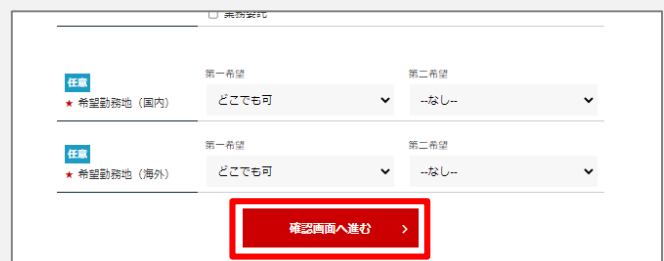 業務委託
第一希望 第二希望
任意
★ 希望勤務地（国内） どこでも可 --なし--
第一希望 第二希望
任意
★ 希望勤務地（海外） どこでも可 --なし--
確認画面へ進む